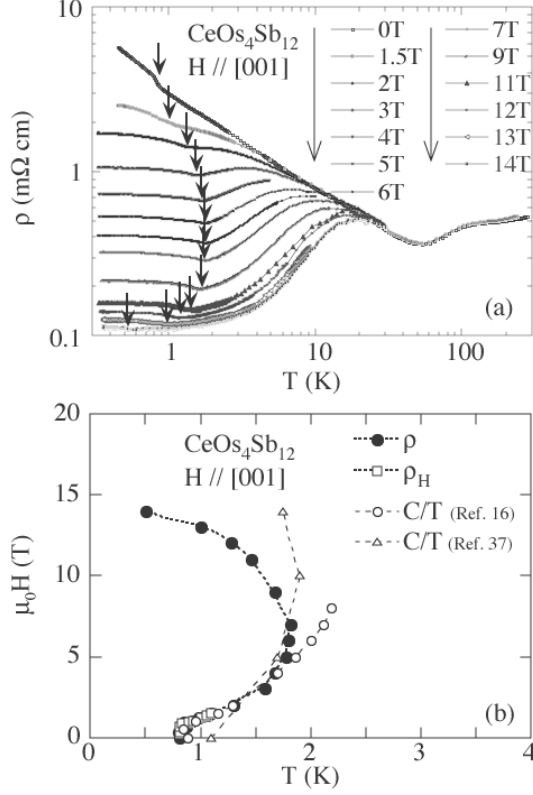 10
1
0.1
ρ (mΩ cm)
CeOs₄Sb₁₂
H // [001]
0T
1.5T
2T
3T
4T
5T
6T
7T
9T
11T
12T
13T
14T
(a)
1 10 100
T (K)
20
15
10
5
0
μ₀H (T)
CeOs₄Sb₁₂
H // [001]
ρ
ρH
C/T (Ref. 16)
C/T (Ref. 37)
(b)
0 1 2 3 4
T (K)